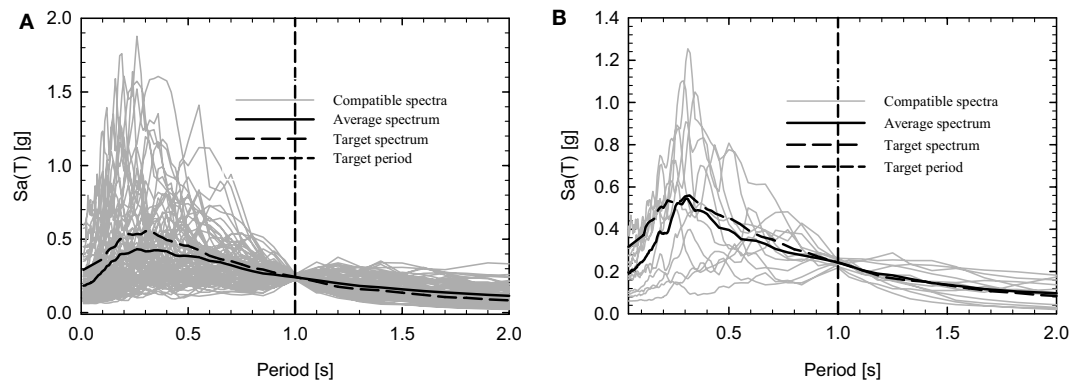 A
2.0
1.5
1.0
0.5
0.0
Sa(T) [g]
Compatible spectra
Average spectrum
Target spectrum
Target period
0.0 0.5 1.0 1.5 2.0
Period [s]
B
1.4
1.2
1.0
0.8
0.6
0.4
0.2
0.0
Sa(T) [g]
Compatible spectra
Average spectrum
Target spectrum
Target period
0.5 1.0 1.5 2.0
Period [s]